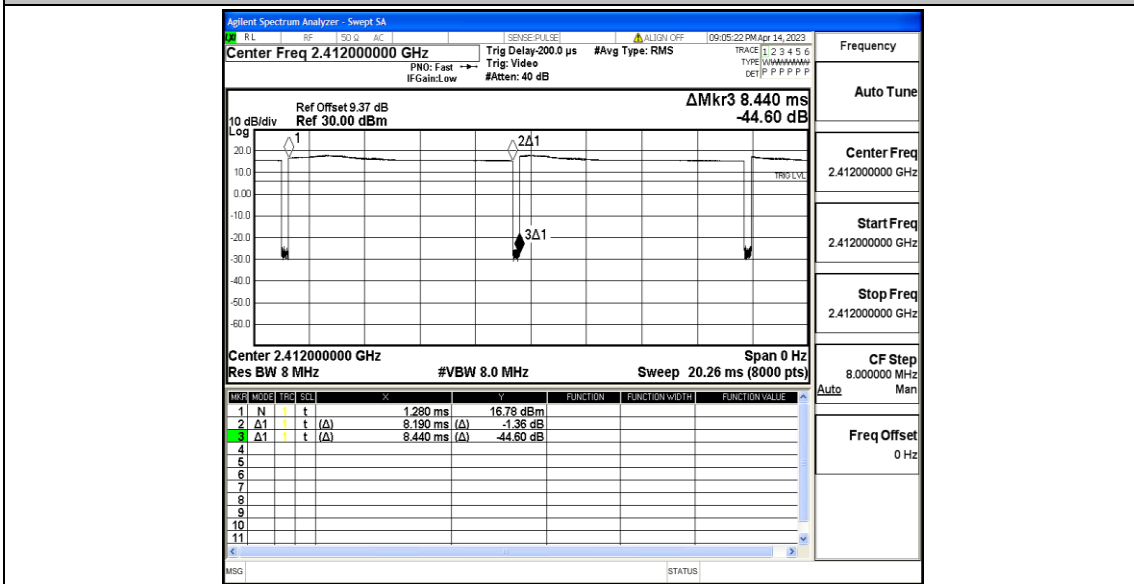 Agilent Spectrum Analyzer - Swept SA
RL RF 50 Ω AC SENSE:PULSE ALIGN OFF 09:05:22 PM Apr 14, 2023
Center Freq 2.412000000 GHz
PNO: Fast
IFGain:Low
Trig Delay-200.0 µs
Trig: Video
#Atten: 40 dB
#Avg Type: RMS
TRACE 1 2 3 4 5 6
TYPE
DET P P P P P P
Ref Offset 9.37 dB
10 dB/div Ref 30.00 dBm
ΔMkr3 8.440 ms
-44.60 dB
Log
20.0
10.0
0.00
-10.0
-20.0
-30.0
-40.0
-50.0
-60.0
1
2Δ1
TRIG LVL
3Δ1
Center 2.412000000 GHz Span 0 Hz
Res BW 8 MHz #VBW 8.0 MHz Sweep 20.26 ms (8000 pts)
MKR MODE TRC SCL X Y FUNCTION FUNCTION WIDTH FUNCTION VALUE
1 N 1 t 1.280 ms 16.78 dBm
2 Δ1 1 t (Δ) 8.190 ms (Δ) -1.36 dB
3 Δ1 1 t (Δ) 8.440 ms (Δ) -44.60 dB
4
5
6
7
8
9
10
11
MSG STATUS
Frequency
Auto Tune
Center Freq
2.412000000 GHz
Start Freq
2.412000000 GHz
Stop Freq
2.412000000 GHz
CF Step
8.000000 MHz
Auto Man
Freq Offset
0 Hz